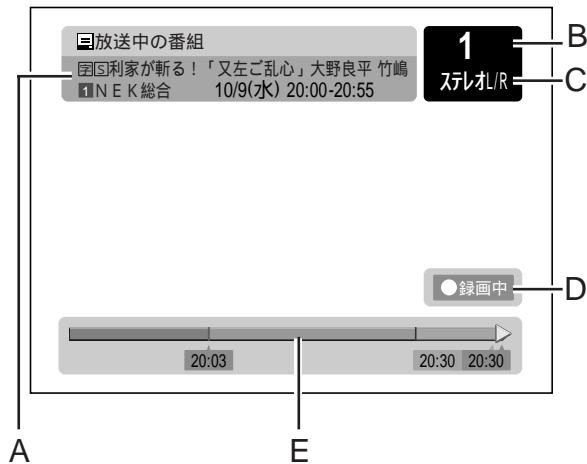 放送中の番組
字S利家が斬る！「又左ご乱心」大野良平 竹嶋
1 ＮＥＫ総合 10/9(水) 20:00-20:55
1
ステレオL/R
B
C
●録画中
D
20:03 20:30 20:30
A
E